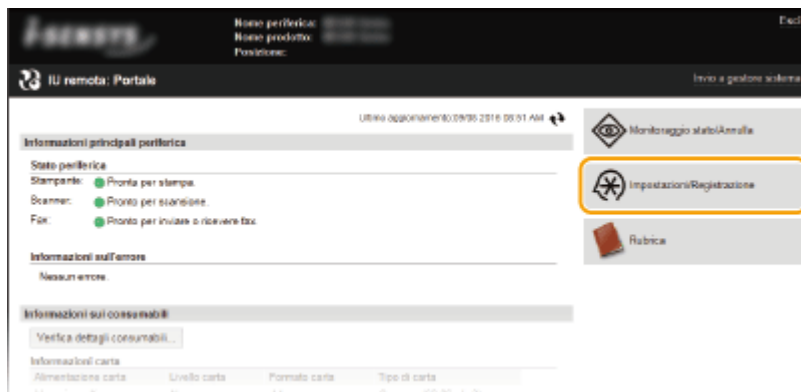 i-SENSYS
Nome periferica:
Nome prodotto:
Posizione:
Esci
IU remota: Portale
Invio a gestore sistema
Ultimo aggiornamento:09/08 2016 08:51 AM
Informazioni principali periferica
Stato periferica
Stampante: Pronta per stampa.
Scanner: Pronto per scansione.
Fax: Pronto per inviare o ricevere fax.
Informazioni sull'errore
Nessun errore.
Informazioni sui consumabili
Verifica dettagli consumabili...
Informazioni carta
Alimentazione carta Livello carta Formato carta Tipo di carta
Monitoraggio stato/Annulla
Impostazioni/Registrazione
Rubrica